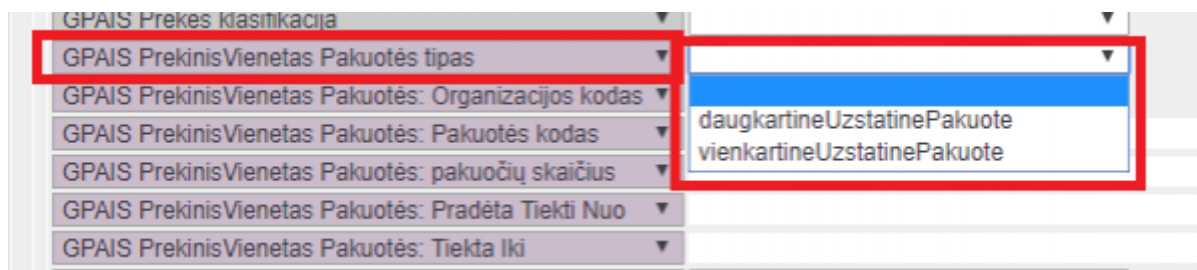 GPAIS Prekės klasifikacija
GPAIS PrekinisVienetas Pakuotės tipas
GPAIS PrekinisVienetas Pakuotės: Organizacijos kodas
daugkartineUzstatinePakuote
GPAIS PrekinisVienetas Pakuotės: Pakuotės kodas
vienkartineUzstatinePakuote
GPAIS PrekinisVienetas Pakuotės: pakuočių skaičius
GPAIS PrekinisVienetas Pakuotės: Pradėta Tiekti Nuo
GPAIS PrekinisVienetas Pakuotės: Tiekta Iki